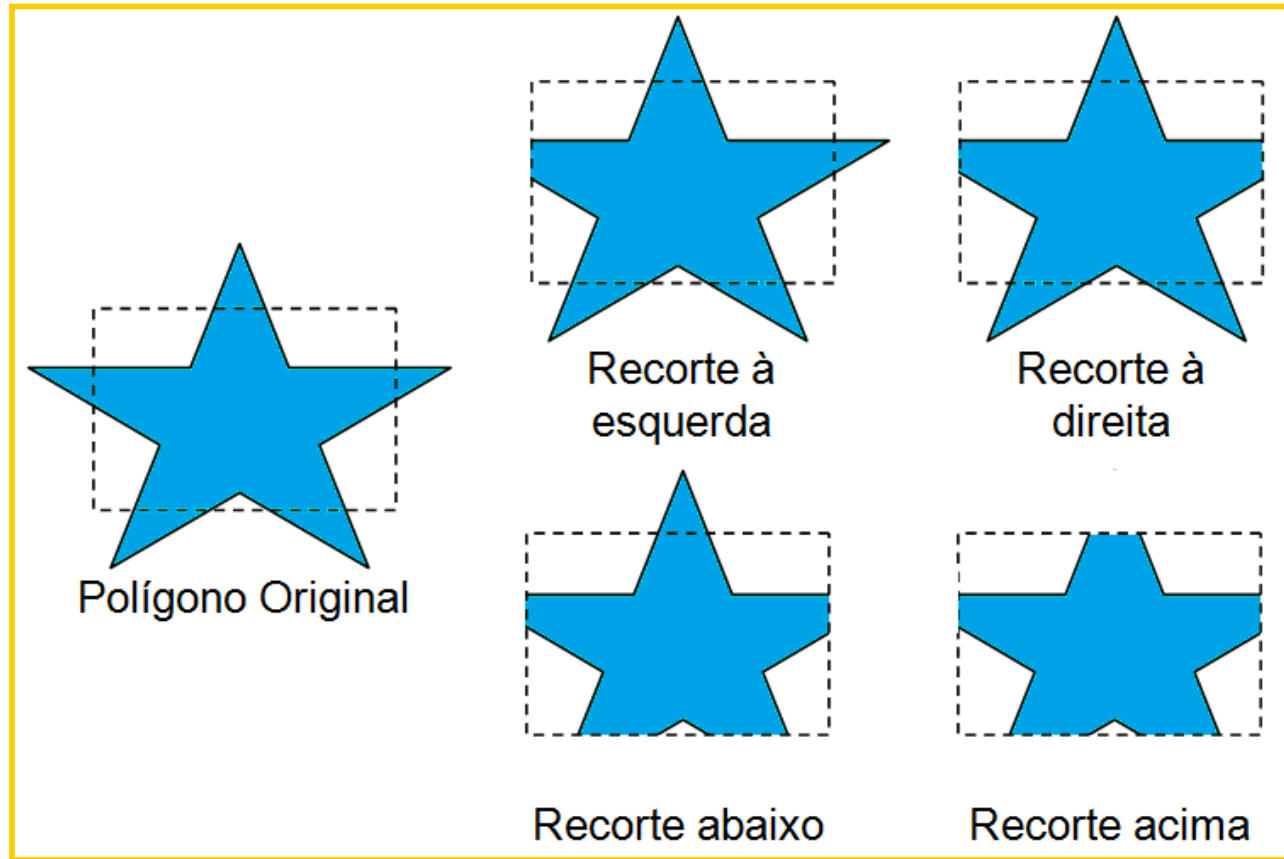 Recorte à
esquerda
Recorte à
direita
Polígono Original
Recorte abaixo
Recorte acima